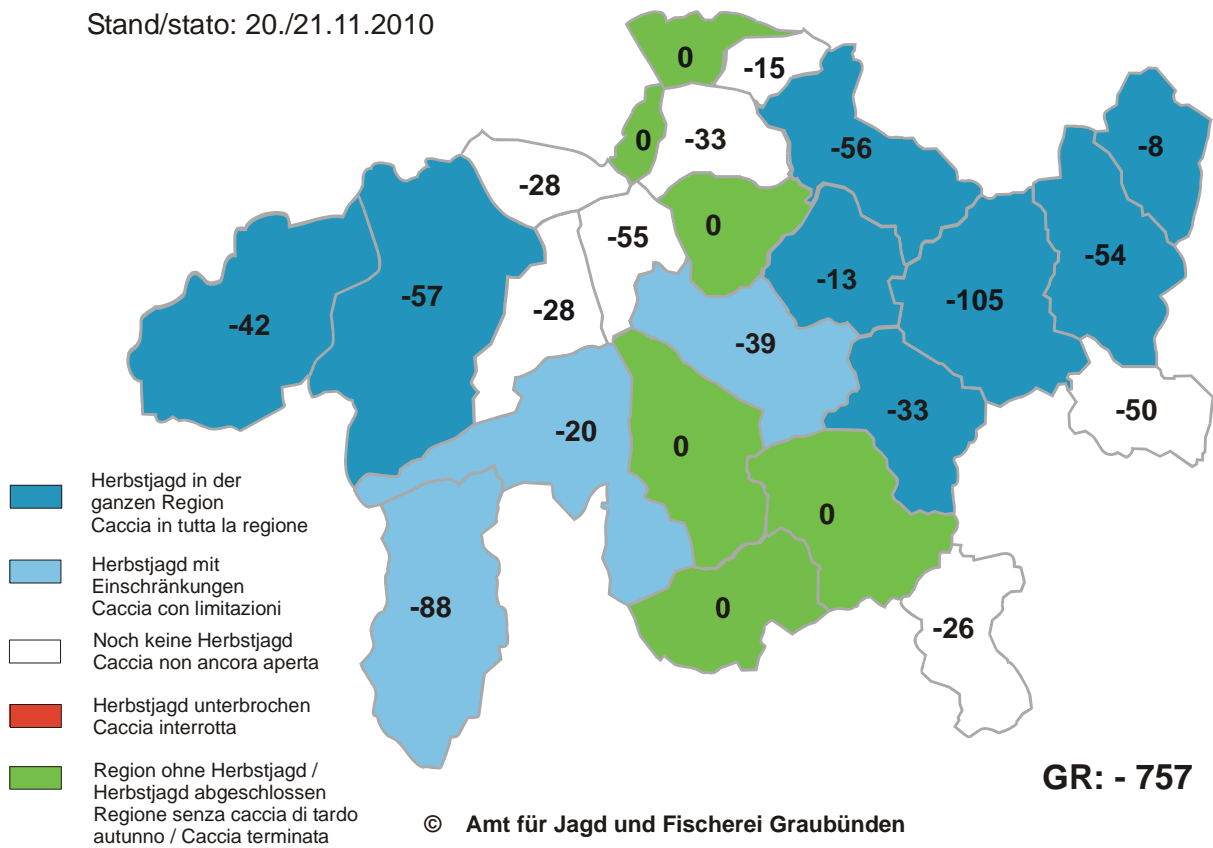 Stand/stato: 20./21.11.2010
0
-15
0
-33
-56
-8
-28
-55
0
-54
-13
-57
-105
-42
-28
-39
-33
-50
-20
0
0
-88
0
-26
Herbstjagd in der
ganzen Region
Caccia in tutta la regione
Herbstjagd mit
Einschränkungen
Caccia con limitazioni
Noch keine Herbstjagd
Caccia non ancora aperta
Herbstjagd unterbrochen
Caccia interrotta
Region ohne Herbstjagd /
Herbstjagd abgeschlossen
Regione senza caccia di tardo
autunno / Caccia terminata
GR: - 757
© Amt für Jagd und Fischerei Graubünden